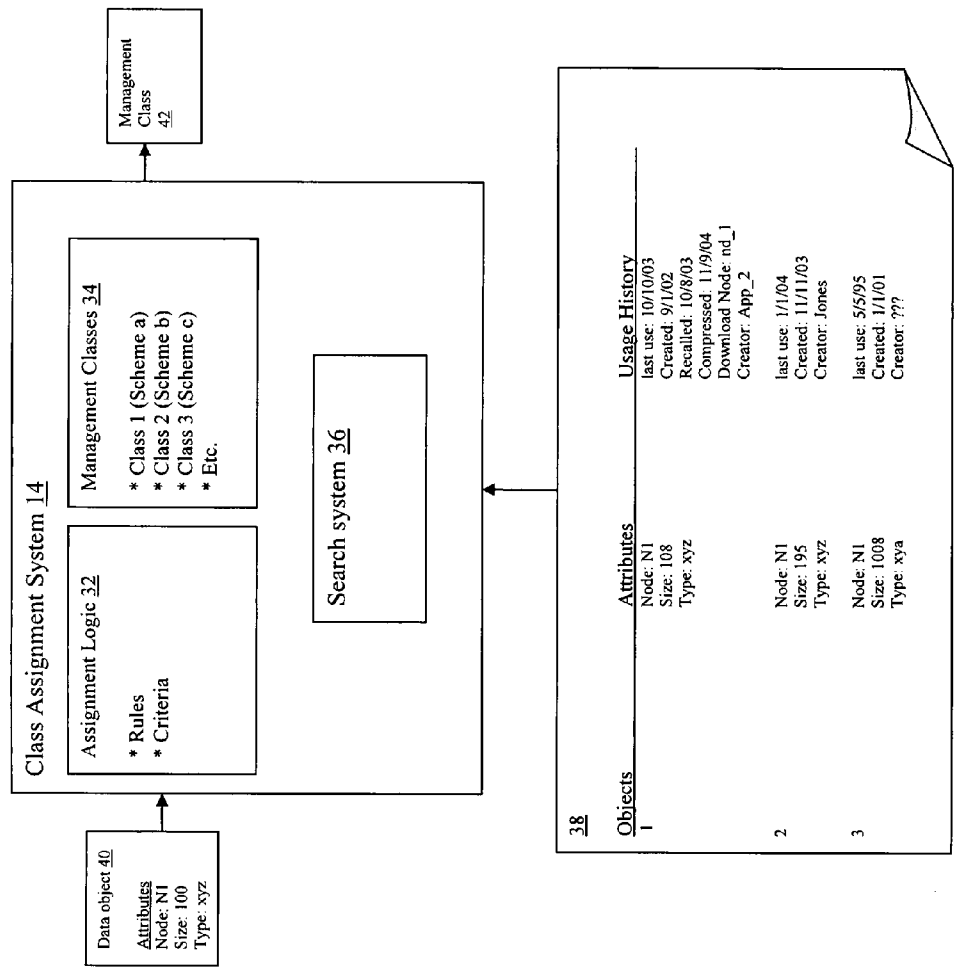 Data object 40
Attributes
Node: N1
Size: 100
Type: xyz
Class Assignment System 14
Assignment Logic 32
* Rules
* Criteria
Management Classes 34
* Class 1 (Scheme a)
* Class 2 (Scheme b)
* Class 3 (Scheme c)
* Etc.
Search system 36
Management
Class
42
38
Objects Attributes Usage History
1 Node: N1 last use: 10/10/03
Size: 108 Created: 9/1/02
Type: xyz Recalled: 10/8/03
Compressed: 11/9/04
Download Node: nd_1
Creator: App_2
2 Node: N1 last use: 1/1/04
Size: 195 Created: 11/11/03
Type: xyz Creator: Jones
3 Node: N1 last use: 5/5/95
Size: 1008 Created: 1/1/01
Type: xya Creator: ???